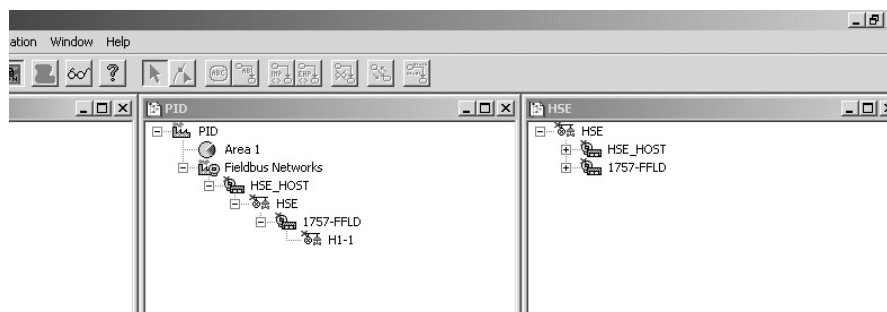 ation Window Help
PID
HSE
PID
Area 1
Fieldbus Networks
HSE_HOST
HSE
1757-FFLD
H1-1
HSE
HSE_HOST
1757-FFLD